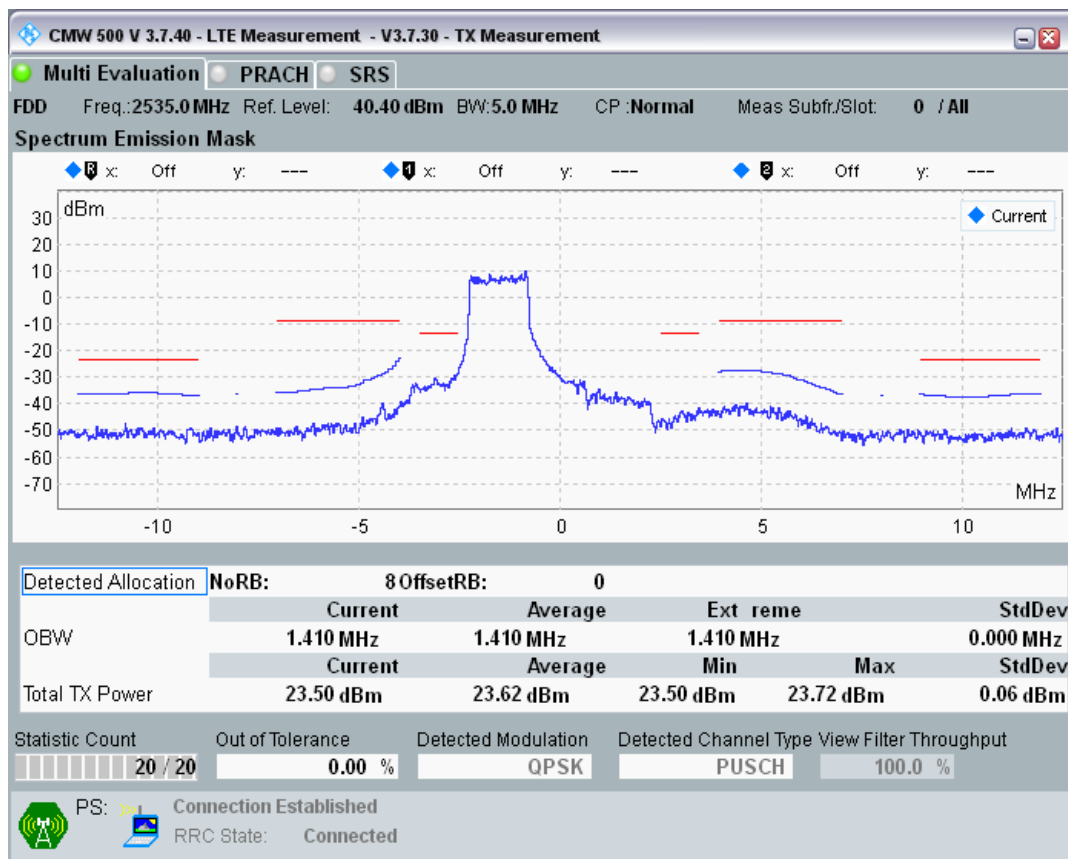 CMW 500 V 3.7.40 - LTE Measurement - V3.7.30 - TX Measurement
Multi Evaluation PRACH SRS
FDD Freq.:2535.0 MHz Ref. Level: 40.40 dBm BW:5.0 MHz CP :Normal Meas Subfr./Slot: 0 / All
Spectrum Emission Mask
R x: Off y: --- 1 x: Off y: --- 2 x: Off y: ---
dBm
Current
30
20
10
0
-10
-20
-30
-40
-50
-60
-70
MHz
-10 -5 0 5 10
Detected Allocation NoRB: 8 OffsetRB: 0
Current Average Ext reme StdDev
OBW 1.410 MHz 1.410 MHz 1.410 MHz 0.000 MHz
Current Average Min Max StdDev
Total TX Power 23.50 dBm 23.62 dBm 23.50 dBm 23.72 dBm 0.06 dBm
Statistic Count Out of Tolerance Detected Modulation Detected Channel Type View Filter Throughput
20 / 20 0.00 % QPSK PUSCH 100.0 %
PS: Connection Established
RRC State: Connected